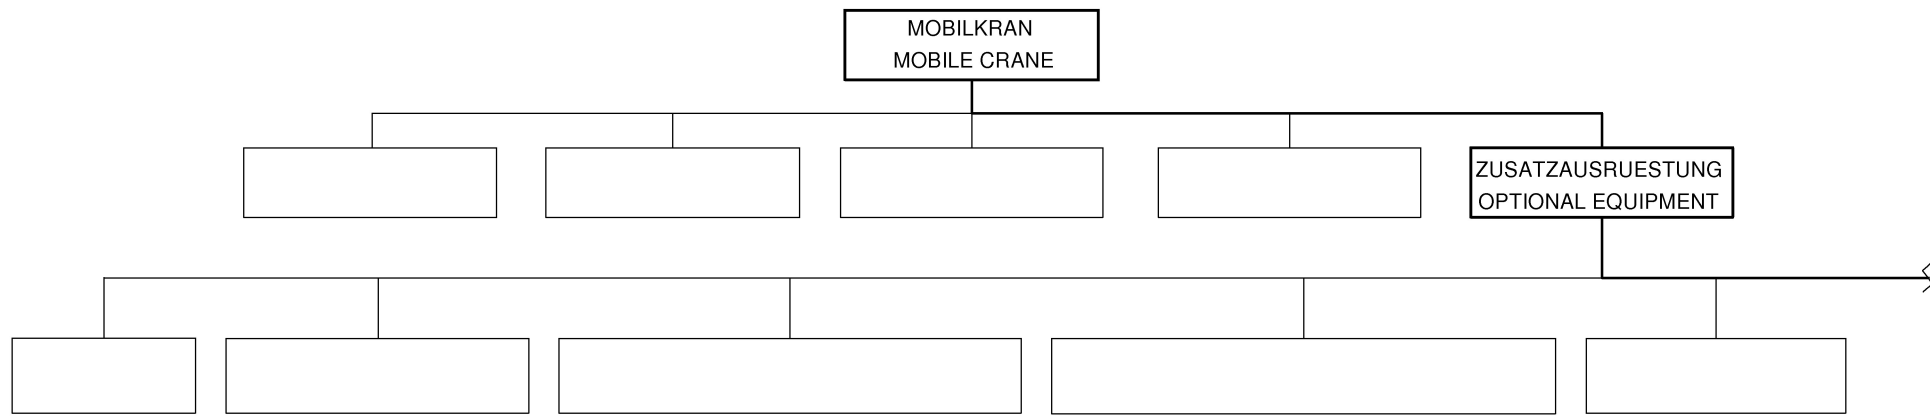 MOBILKRAN
MOBILE CRANE
ZUSATZAUSRUESTUNG
OPTIONAL EQUIPMENT